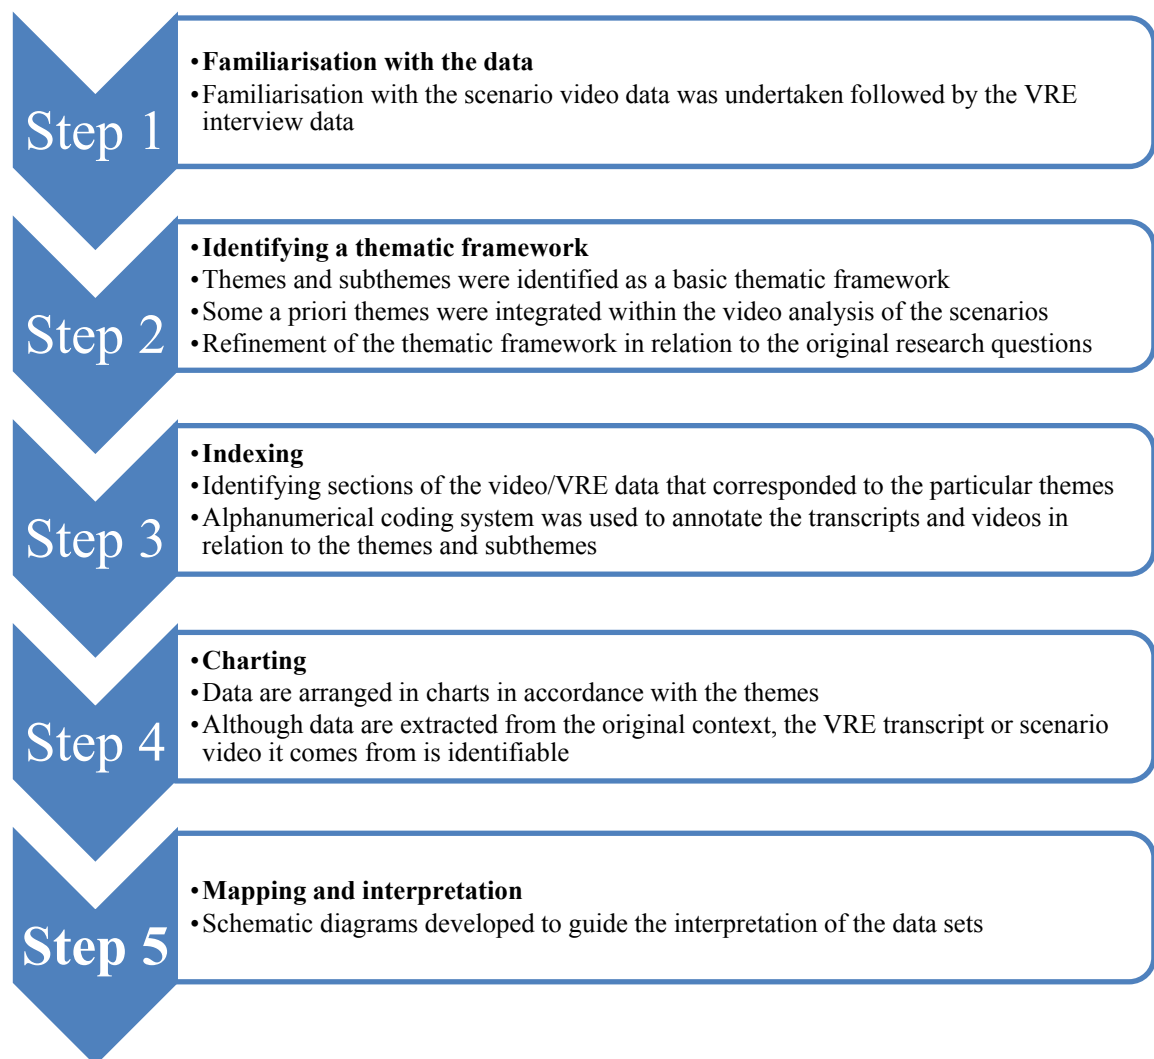 Step 1
•Familiarisation with the data
•Familiarisation with the scenario video data was undertaken followed by the VRE
interview data
Step 2
•Identifying a thematic framework
•Themes and subthemes were identified as a basic thematic framework
•Some a priori themes were integrated within the video analysis of the scenarios
•Refinement of the thematic framework in relation to the original research questions
Step 3
•Indexing
•Identifying sections of the video/VRE data that corresponded to the particular themes
•Alphanumerical coding system was used to annotate the transcripts and videos in
relation to the themes and subthemes
Step 4
•Charting
•Data are arranged in charts in accordance with the themes
•Although data are extracted from the original context, the VRE transcript or scenario
video it comes from is identifiable
Step 5
•Mapping and interpretation
•Schematic diagrams developed to guide the interpretation of the data sets